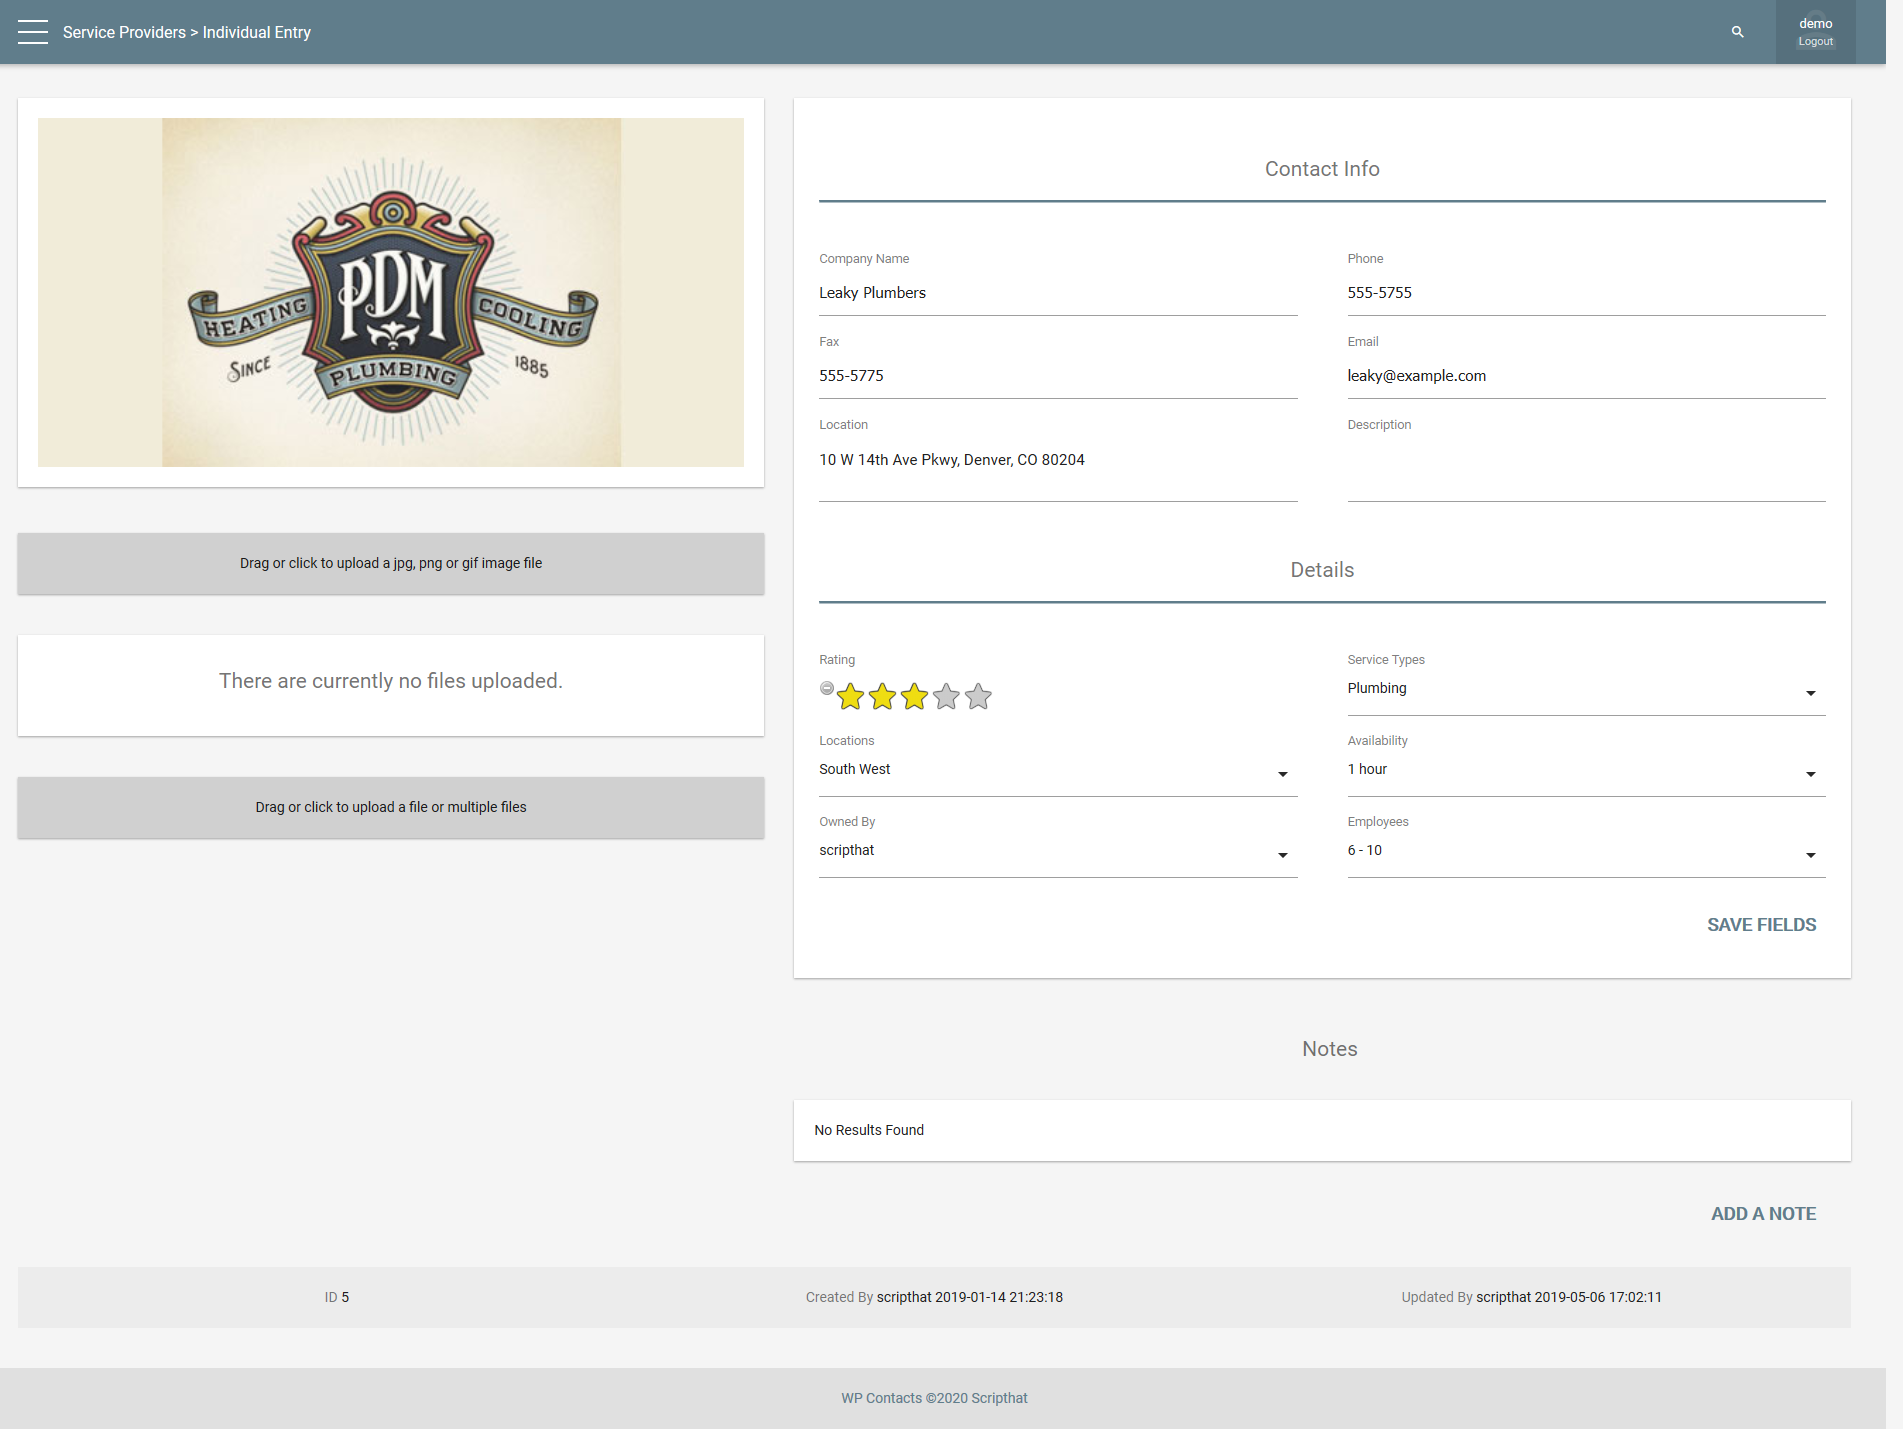 Service Providers > Individual Entry
demo
Logout
PDM
HEATING
COOLING
SINCE
1885
PLUMBING
Drag or click to upload a jpg, png or gif image file
There are currently no files uploaded.
Drag or click to upload a file or multiple files
Contact Info
Company Name
Leaky Plumbers
Phone
555-5755
Fax
555-5775
Email
leaky@example.com
Location
10 W 14th Ave Pkwy, Denver, CO 80204
Description
Details
Rating
Service Types
Plumbing
Locations
South West
Availability
1 hour
Owned By
scripthat
Employees
6 - 10
SAVE FIELDS
Notes
No Results Found
ADD A NOTE
ID 5
Created By scripthat 2019-01-14 21:23:18
Updated By scripthat 2019-05-06 17:02:11
WP Contacts ©2020 Scripthat